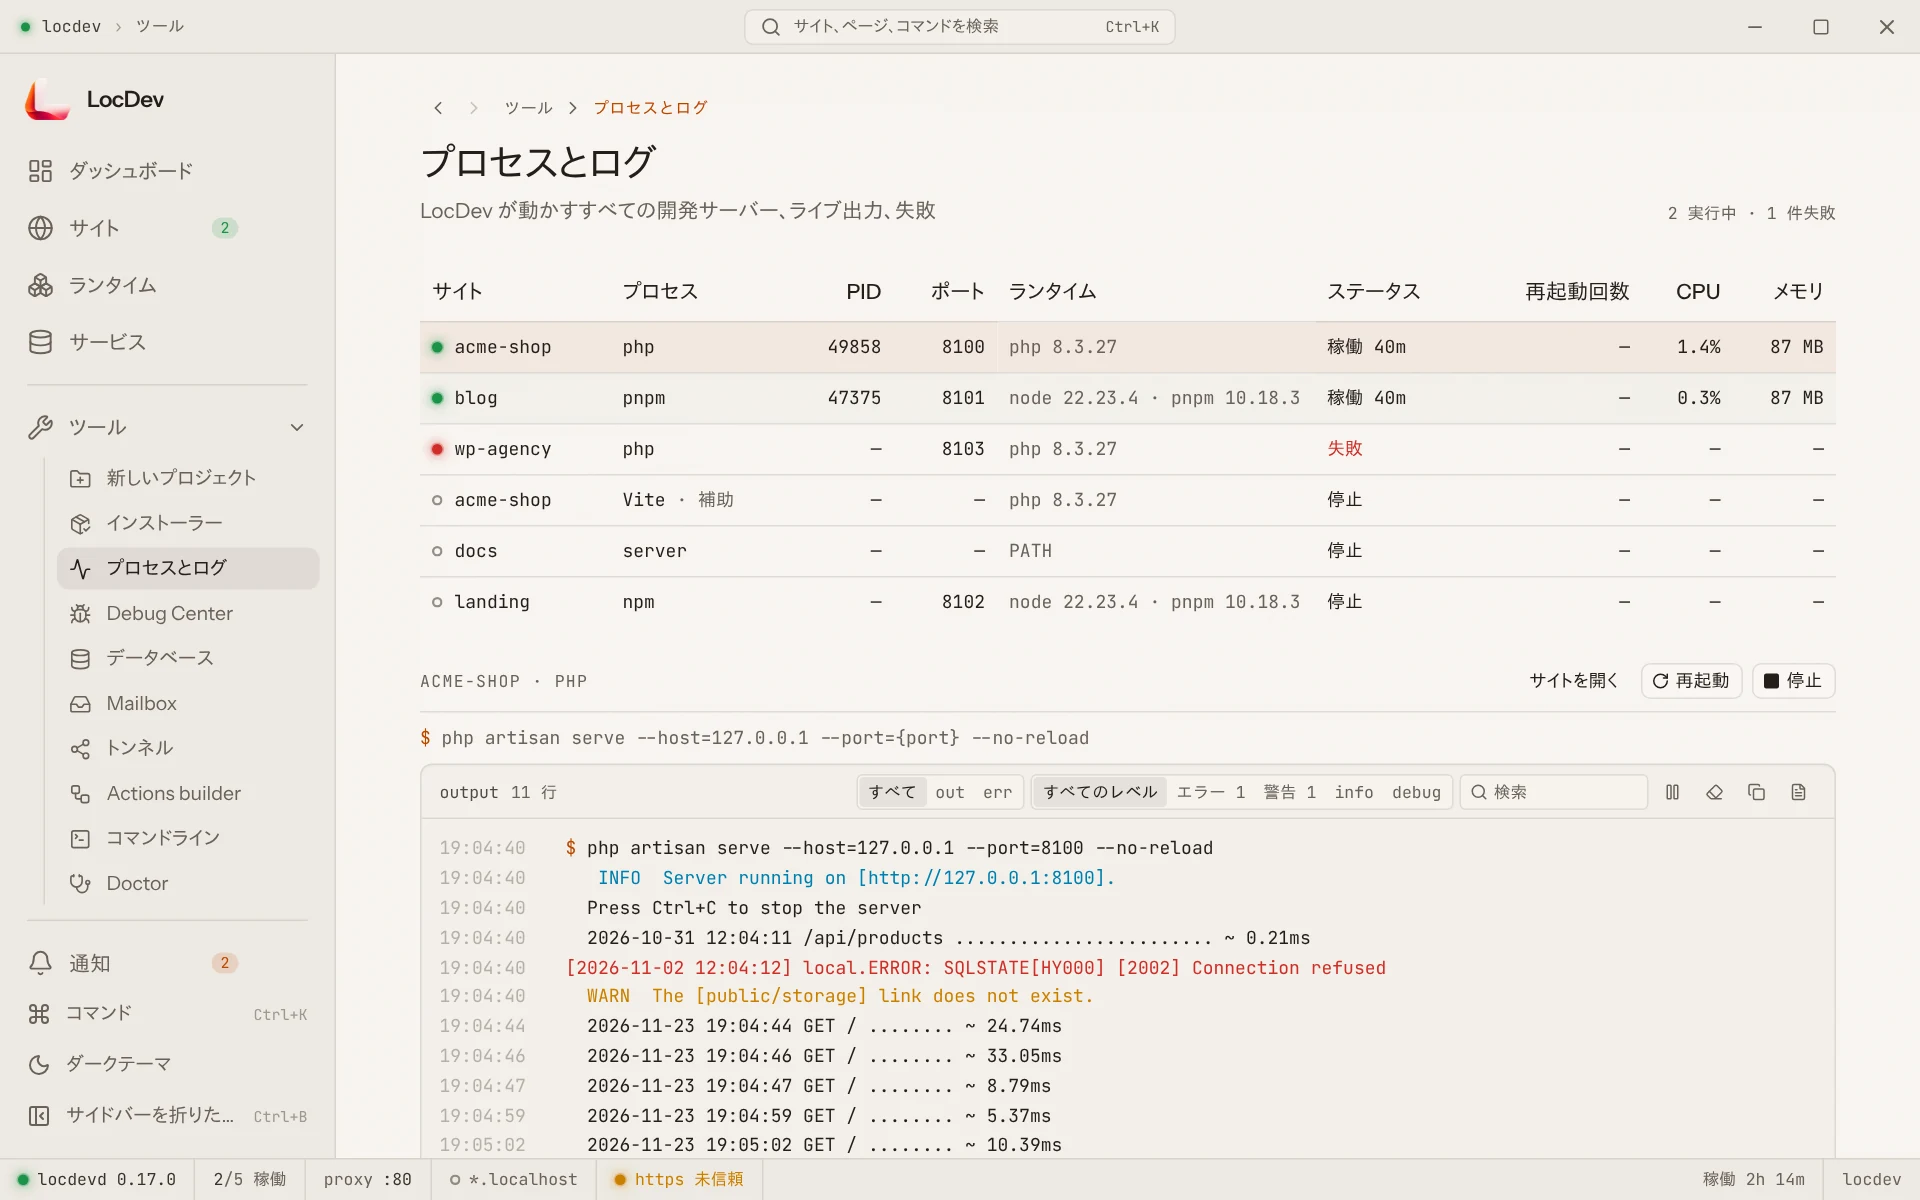 locdev › ツール
サイト、ページ、コマンドを検索 Ctrl+K
LocDev
ダッシュボード
サイト 2
ランタイム
サービス
ツール
新しいプロジェクト
インストーラー
プロセスとログ
Debug Center
データベース
Mailbox
トンネル
Actions builder
コマンドライン
Doctor
通知 2
コマンド Ctrl+K
ダークテーマ
サイドバーを折りた… Ctrl+B
ツール プロセスとログ
プロセスとログ
LocDev が動かすすべての開発サーバー、ライブ出力、失敗
2 実行中 · 1 件失敗
サイト プロセス PID ポート ランタイム ステータス 再起動回数 CPU メモリ
acme-shop php 49858 8100 php 8.3.27 稼働 40m — 1.4% 87 MB
blog pnpm 47375 8101 node 22.23.4 · pnpm 10.18.3 稼働 40m — 0.3% 87 MB
wp-agency php — 8103 php 8.3.27 失敗 — — —
acme-shop Vite · 補助 — — php 8.3.27 停止 — — —
docs server — — PATH 停止 — — —
landing npm — 8102 node 22.23.4 · pnpm 10.18.3 停止 — — —
ACME-SHOP · PHP
サイトを開く 再起動 停止
$ php artisan serve --host=127.0.0.1 --port={port} --no-reload
output 11 行 すべて out err すべてのレベル エラー 1 警告 1 info debug 検索
19:04:40 $ php artisan serve --host=127.0.0.1 --port=8100 --no-reload
19:04:40 INFO Server running on [http://127.0.0.1:8100].
19:04:40 Press Ctrl+C to stop the server
19:04:40 2026-10-31 12:04:11 /api/products ........................ ~ 0.21ms
19:04:40 [2026-11-02 12:04:12] local.ERROR: SQLSTATE[HY000] [2002] Connection refused
19:04:40 WARN The [public/storage] link does not exist.
19:04:44 2026-11-23 19:04:44 GET / ........ ~ 24.74ms
19:04:46 2026-11-23 19:04:46 GET / ........ ~ 33.05ms
19:04:47 2026-11-23 19:04:47 GET / ........ ~ 8.79ms
19:04:59 2026-11-23 19:04:59 GET / ........ ~ 5.37ms
19:05:02 2026-11-23 19:05:02 GET / ........ ~ 10.39ms
locdevd 0.17.0 2/5 稼働 proxy :80 *.localhost https 未信頼 稼働 2h 14m locdev